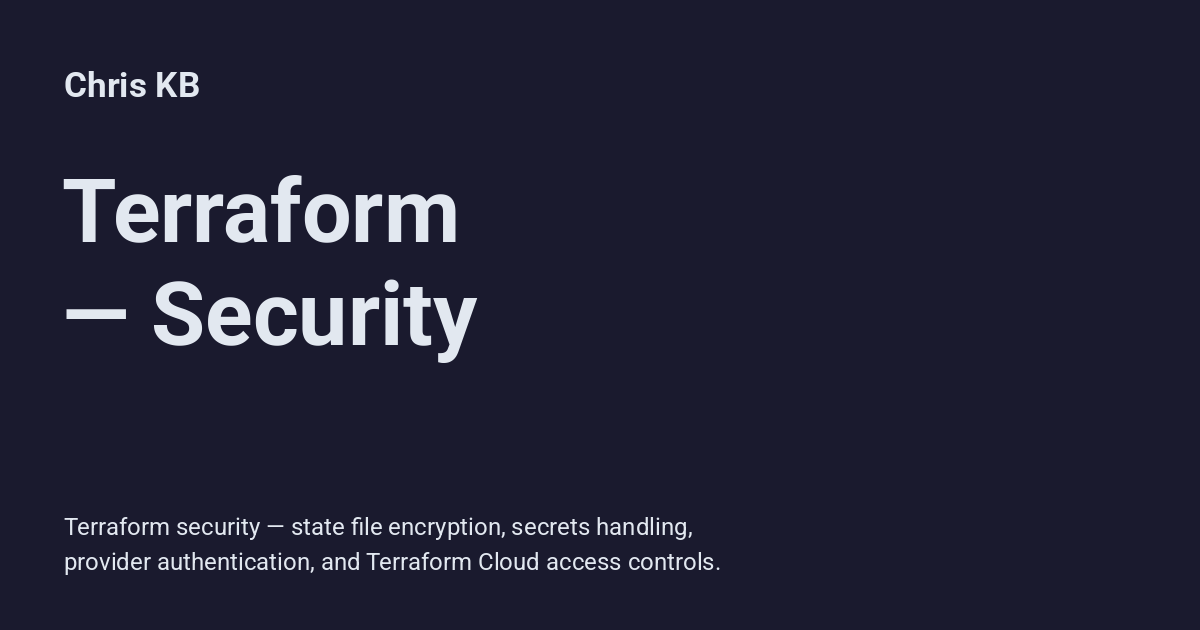 Chris KB
Terraform
— Security
Terraform security — state file encryption, secrets handling,
provider authentication, and Terraform Cloud access controls.